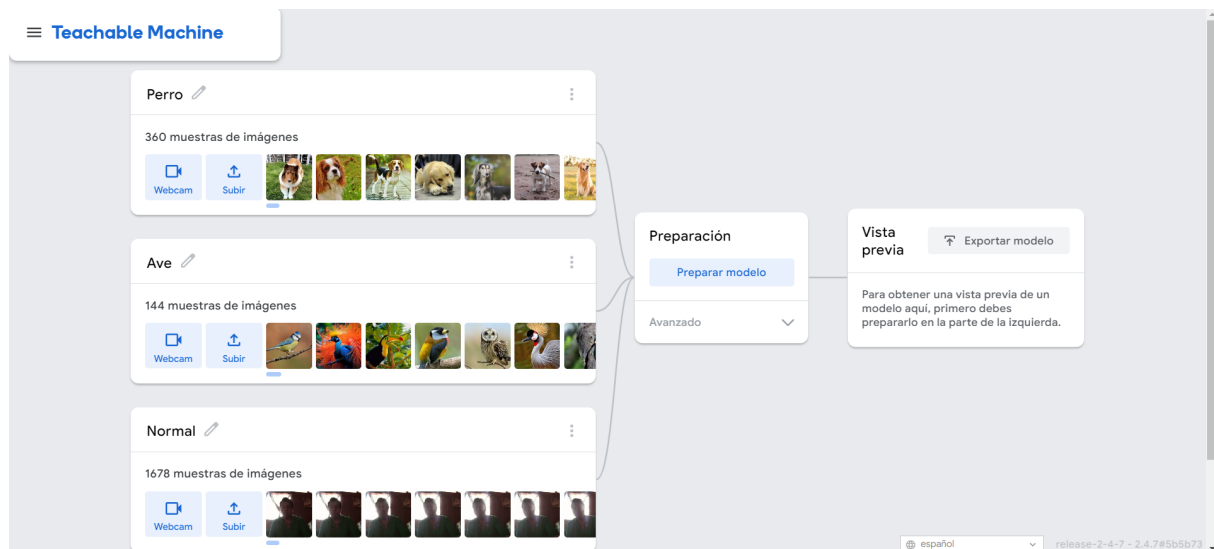 Teachable Machine
Perro
360 muestras de imágenes
Webcam
Subir
Ave
144 muestras de imágenes
Webcam
Subir
Normal
1678 muestras de imágenes
Webcam
Subir
Preparación
Preparar modelo
Avanzado
Vista
previa
Exportar modelo
Para obtener una vista previa de un
modelo aquí, primero debes
prepararlo en la parte de la izquierda.
español
release-2-4-7 - 2.4.7#5b5b73